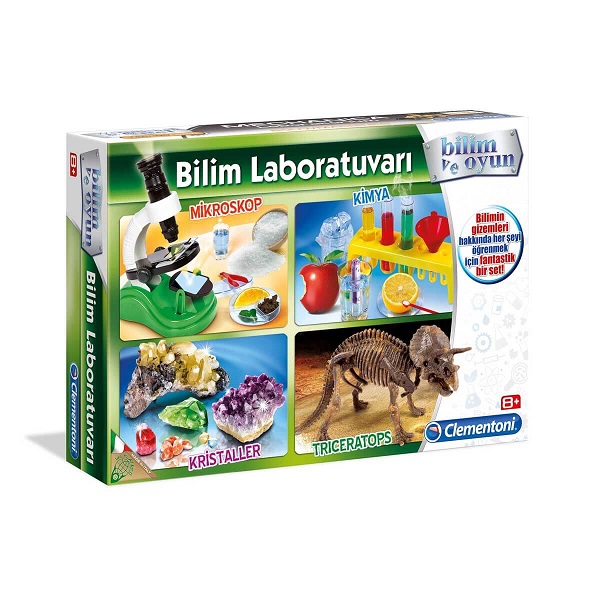 Bilim Laboratuvarı
bilim
ve oyun
MİKROSKOP
KİMYA
Bilimin
gizemleri
hakkında her şeyi
öğrenmek
için fantastik
bir set!
KRİSTALLER
TRICERATOPS
8+
Clementoni
8+
bilim
ve oyun
Bilim Laboratuvarı
Clementoni